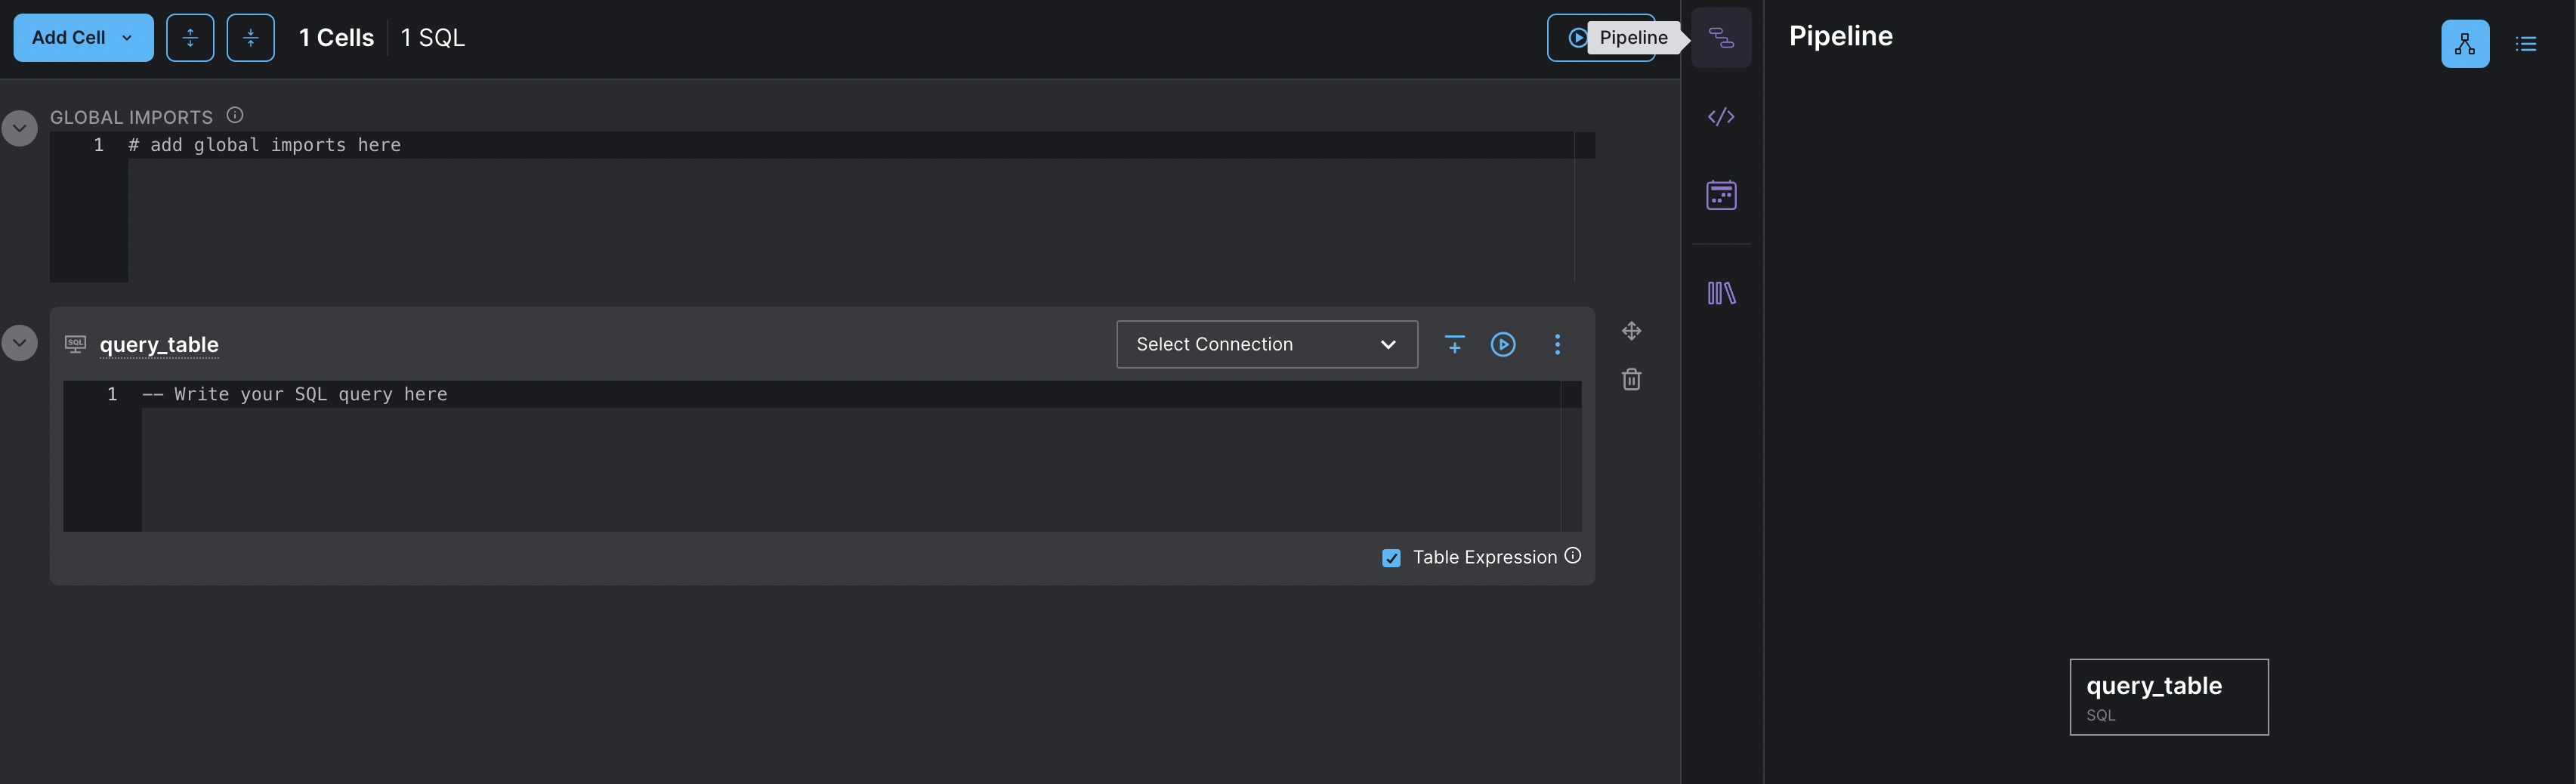 Add Cell
1 Cells
1 SQL
Pipeline
Pipeline
GLOBAL IMPORTS
1 # add global imports here
SQL
query_table
Select Connection
1 -- Write your SQL query here
Table Expression
query_table
SQL